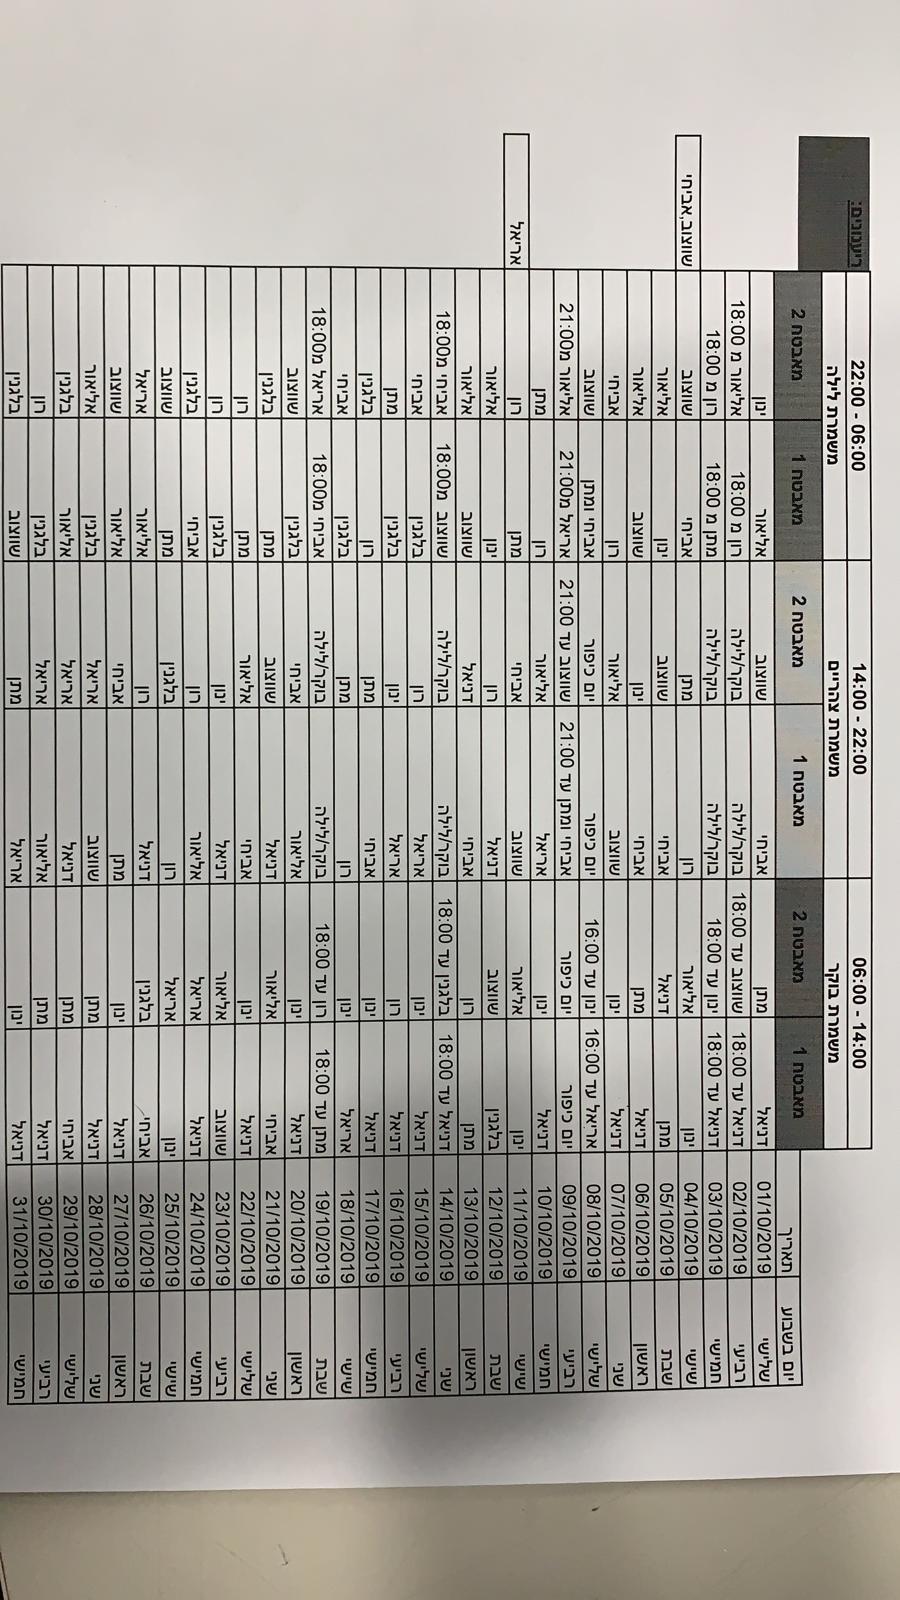 06:00 - 14:00 14:00 - 22:00 22:00 - 06:00 ריענונים:
משמרת בוקר משמרת צהריים משמרת לילה
יום בשבוע תאריך מאבטח 1 מאבטח 2 מאבטח 1 מאבטח 2 מאבטח 1 מאבטח 2
שלישי 01/10/2019 דניאל מתן אביחי שווצוב אליאור ינון
רביעי 02/10/2019 דניאל עד 18:00 שווצוב עד 18:00 בוקר/לילה בוקר/לילה רון מ 18:00 אליאור מ 18:00
חמישי 03/10/2019 דניאל עד 18:00 ינון עד 18:00 בוקר/לילה בוקר/לילה מתן מ 18:00 רון מ 18:00
שישי 04/10/2019 ינון אליאור רון מתן אביחי שווצוב שווצוב,אביחי
שבת 05/10/2019 מתן דניאל אביחי שווצוב ינון אליאור
ראשון 06/10/2019 דניאל מתן אביחי ינון שווצוב אליאור
שני 07/10/2019 דניאל ינון שווצוב אליאור רון אביחי
שלישי 08/10/2019 אריאל עד 16:00 ינון עד 16:00 יום כיפור יום כיפור אביחי ומתן שווצוב
רביעי 09/10/2019 יום כיפור יום כיפור אביחי ומתן עד 21:00 שווצוב עד 21:00 אריאל מ21:00 אליאור מ21:00
חמישי 10/10/2019 דניאל ינון אריאל אליאור רון מתן
שישי 11/10/2019 ינון אליאור שווצוב אביחי מתן רון אריאל
שבת 12/10/2019 בלגנין שווצוב דניאל רון ינון אליאור
ראשון 13/10/2019 מתן רון אביחי דניאל שווצוב אליאור
שני 14/10/2019 דניאל עד 18:00 בלגנין עד 18:00 בוקר/לילה בוקר/לילה שווצוב מ18:00 אביחי מ18:00
שלישי 15/10/2019 דניאל ינון אריאל רון בלגנין אביחי
רביעי 16/10/2019 דניאל רון אריאל ינון בלגנין מתן
חמישי 17/10/2019 דניאל ינון אביחי מתן רון בלגנין
שישי 18/10/2019 אריאל ינון רון מתן בלגנין אביחי
שבת 19/10/2019 מתן עד 18:00 רון עד 18:00 בוקר/לילה בוקר/לילה אביחי מ18:00 אריאל מ18:00
ראשון 20/10/2019 דניאל ינון אליאור אביחי בלגנין שווצוב
שני 21/10/2019 אביחי אליאור דניאל שווצוב מתן בלגנין
שלישי 22/10/2019 דניאל ינון אביחי אליאור מתן רון
רביעי 23/10/2019 שווצוב אליאור דניאל ינון בלגנין רון
חמישי 24/10/2019 דניאל אריאל אליאור רון אביחי בלגנין
שישי 25/10/2019 ינון אריאל רון בלגנין מתן שווצוב
שבת 26/10/2019 אביחי בלגנין דניאל רון אליאור אריאל
ראשון 27/10/2019 דניאל ינון מתן אביחי אליאור שווצוב
שני 28/10/2019 דניאל מתן שווצוב אריאל בלגנין אליאור
שלישי 29/10/2019 אביחי מתן דניאל אריאל אליאור בלגנין
רביעי 30/10/2019 דניאל מתן אליאור אריאל בלגנין רון
חמישי 31/10/2019 דניאל ינון אריאל מתן שווצוב בלגנין